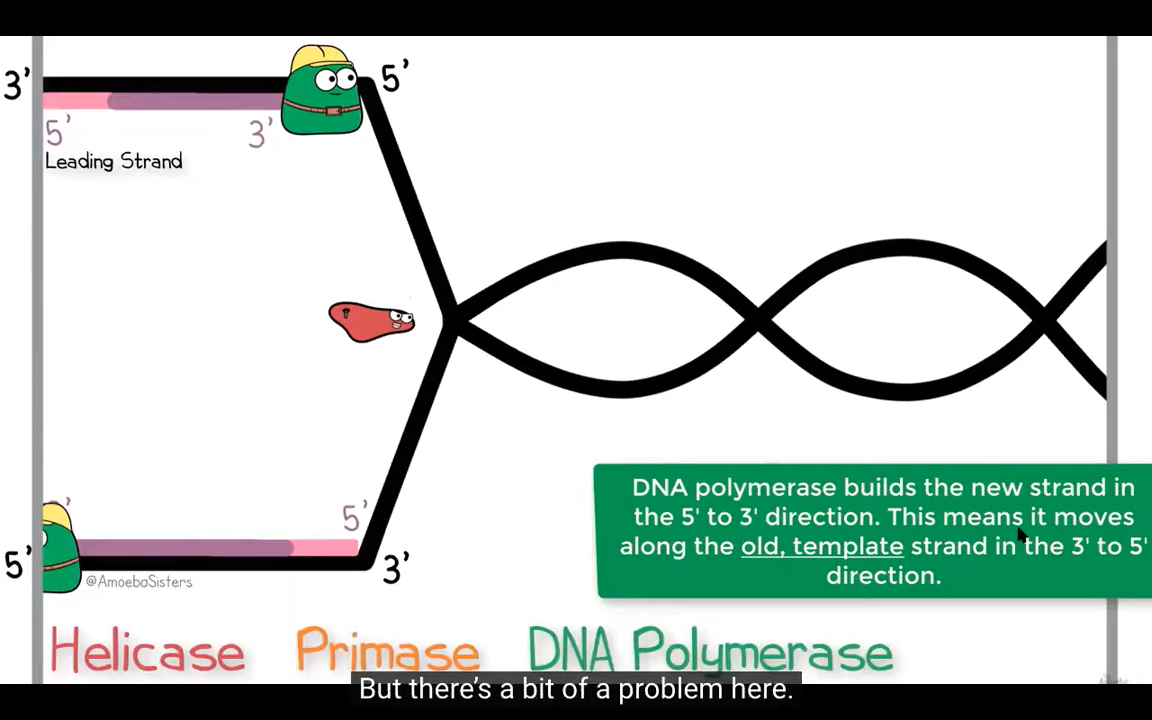 3' 5'
5' 3'
Leading Strand
DNA polymerase builds the new strand in
the 5' to 3' direction. This means it moves
along the old, template strand in the 3' to 5'
direction.
5'
5' 3'
@AmoebaSisters
Helicase Primase DNA Polymerase
But there's a bit of a problem here.